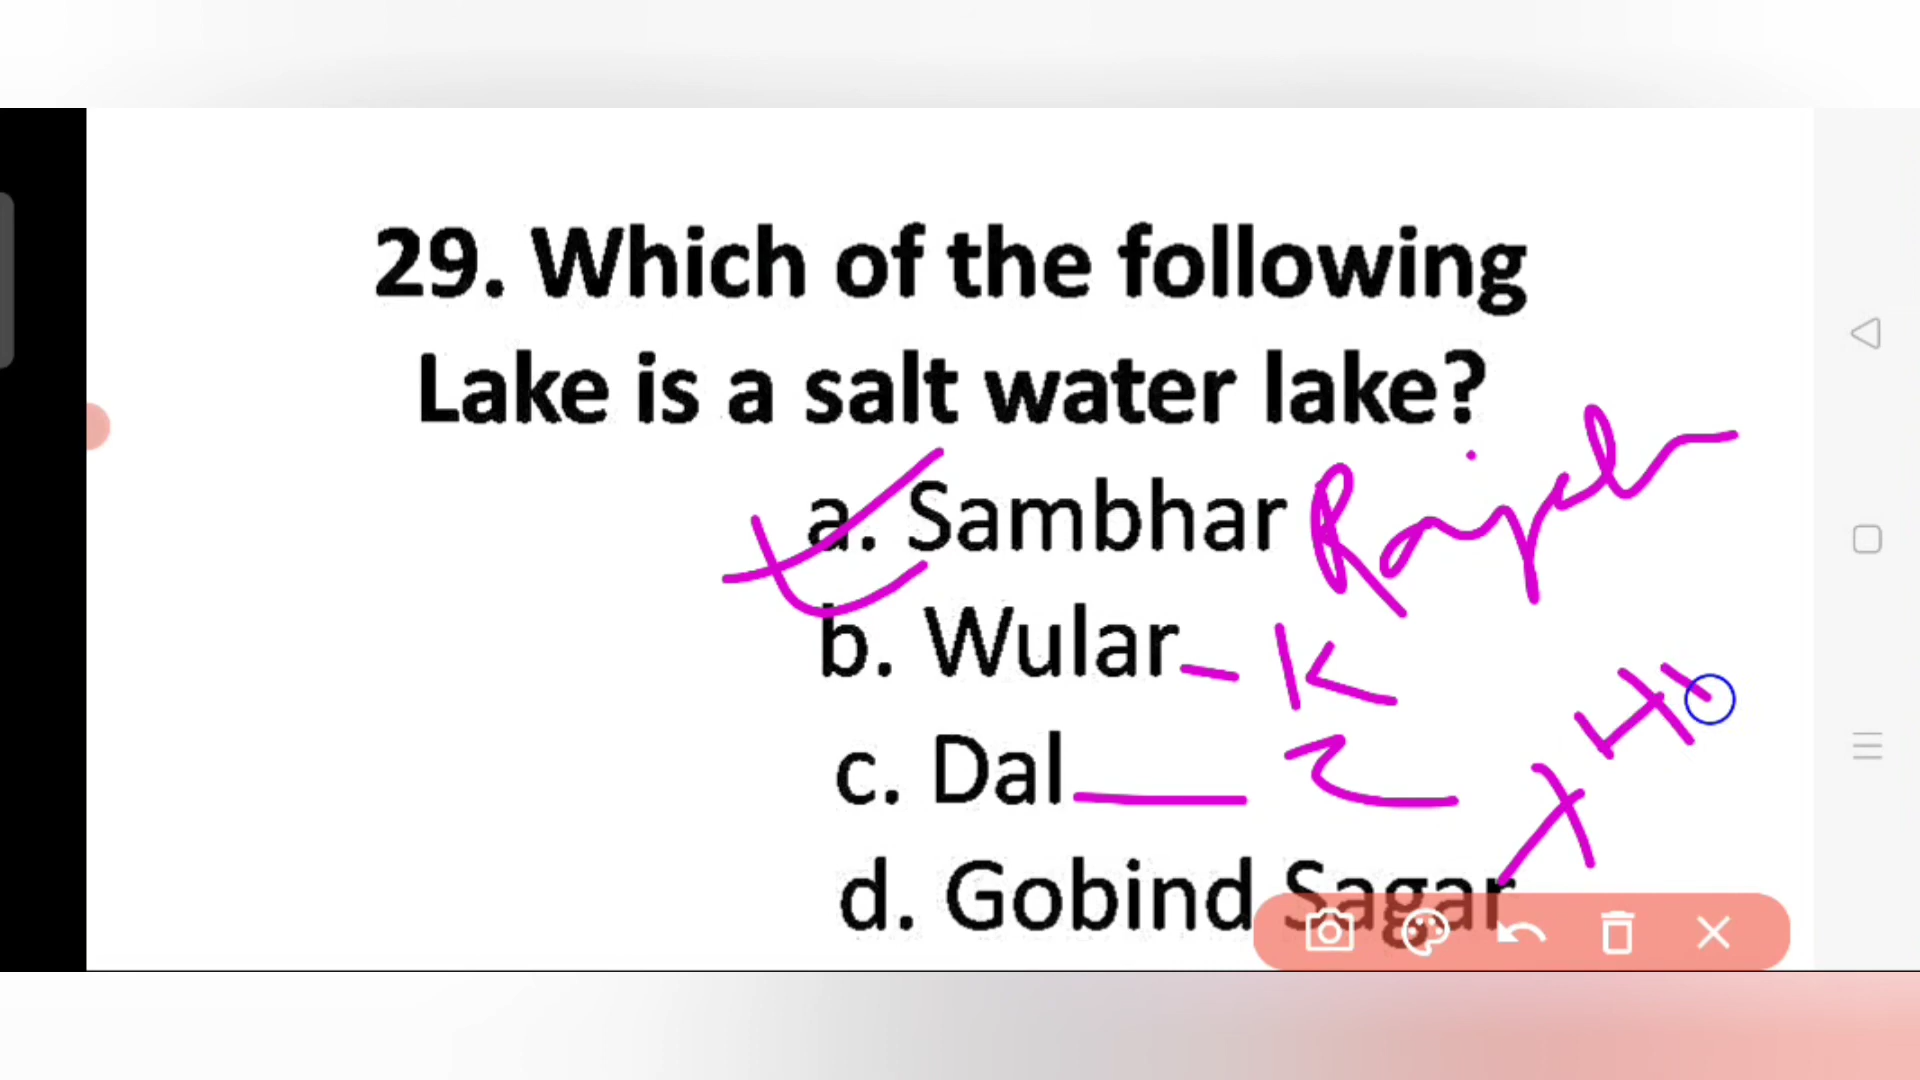 29. Which of the following
Lake is a salt water lake?
a. Sambhar
b. Wular - K
c. Dal
d. Gobind Sagar